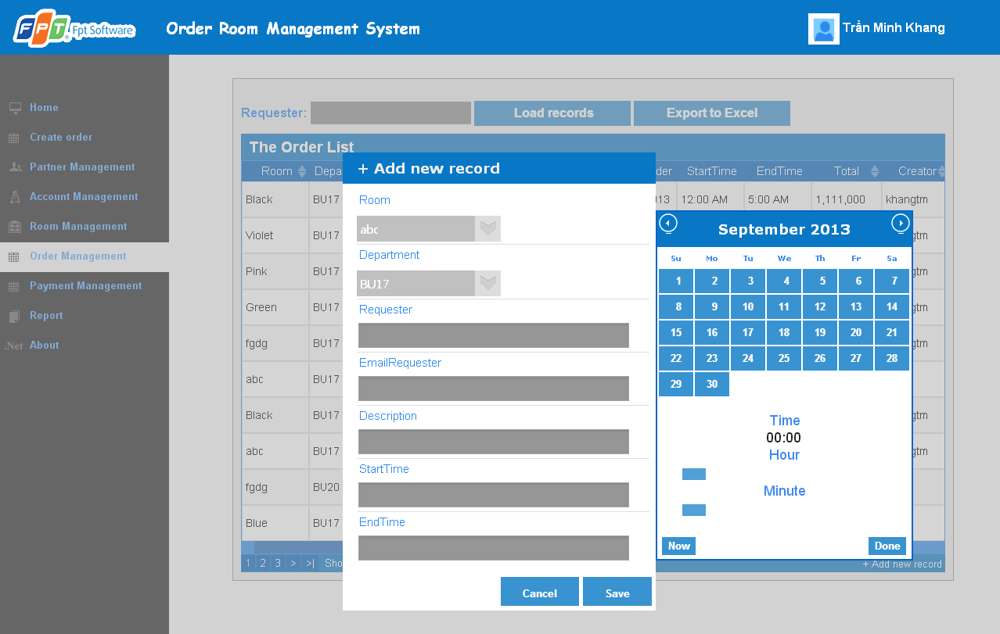 FPT Fpt Software
Order Room Management System
Trần Minh Khang
Home
Create order
Partner Management
Account Management
Room Management
Order Management
Payment Management
Report
.Net About
Requester:
Load records
Export to Excel
The Order List
Room Depa der StartTime EndTime Total Creator
Black BU17 13 12:00 AM 5:00 AM 1,111,000 khangtm
Violet BU17 gtm
Pink BU17 gtm
Green BU17 gtm
fgdg BU17 gtm
abc BU17
Black BU17 gtm
abc BU17 gtm
fgdg BU20
Blue BU17
1 2 3 > >| Sho
+ Add new record
+ Add new record
Room
abc
Department
BU17
Requester
EmailRequester
Description
StartTime
EndTime
Cancel
Save
September 2013
Su Mo Tu We Th Fr Sa
1 2 3 4 5 6 7
8 9 10 11 12 13 14
15 16 17 18 19 20 21
22 23 24 25 26 27 28
29 30
Time
00:00
Hour
Minute
Now
Done